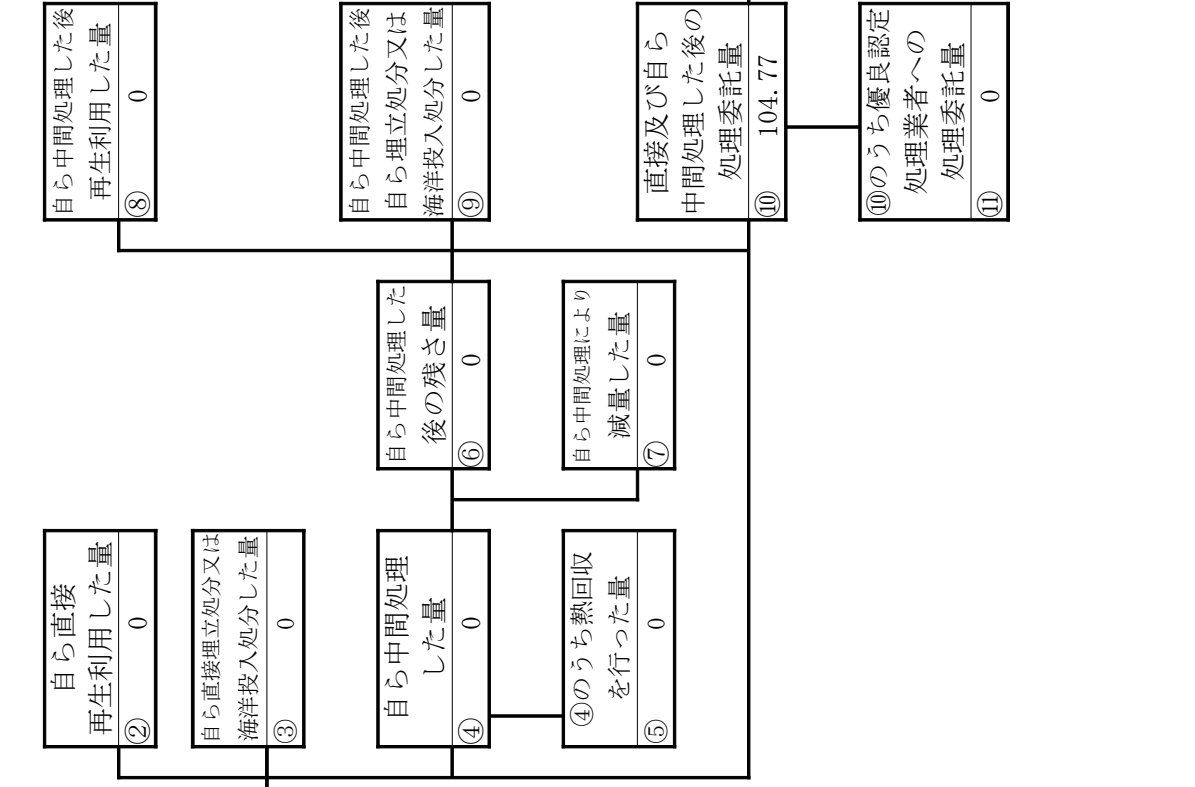 自ら直接
再生利用した量
②
0
自ら直接埋立処分又は
海洋投入処分した量
③
0
自ら中間処理
した量
④
0
④のうち熱回収
を行った量
⑤
0
自ら中間処理した
後の残さ量
⑥
0
自ら中間処理により
減量した量
⑦
0
自ら中間処理した後
再生利用した量
⑧
0
自ら中間処理した後
自ら埋立処分又は
海洋投入処分した量
⑨
0
直接及び自ら
中間処理した後の
処理委託量
⑩
104.77
⑩のうち優良認定
処理業者への
処理委託量
⑪
0